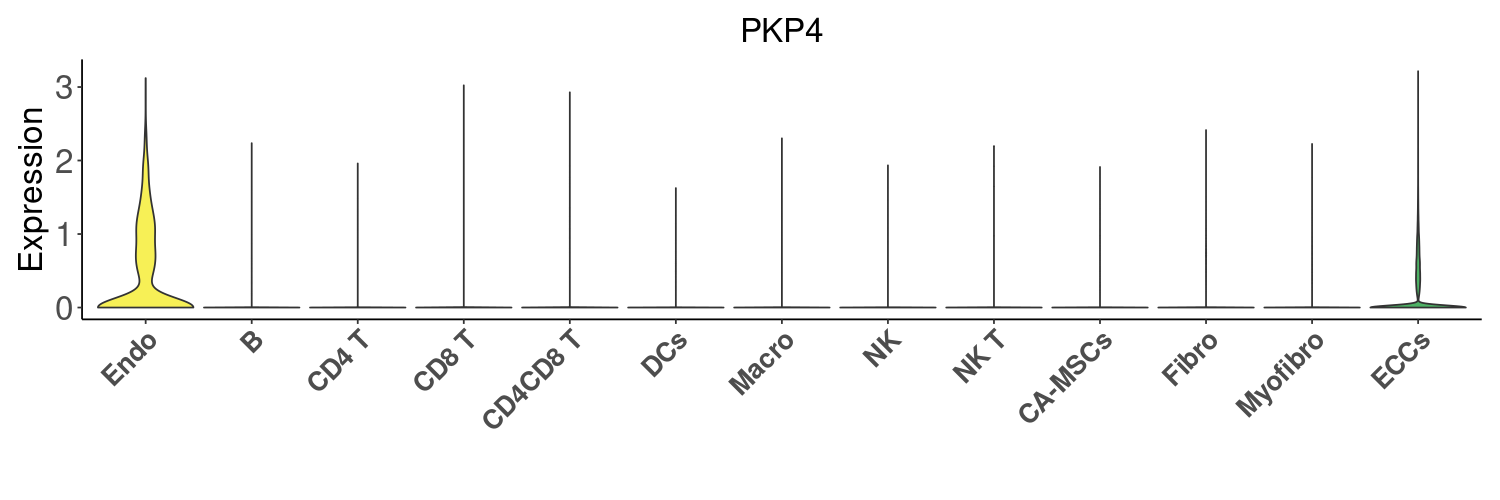 PKP4
Expression
3
2
1
0
Endo
B
CD4 T
CD8 T
CD4CD8 T
DCs
Macro
NK
NK T
CA-MSCs
Fibro
Myofibro
ECCs